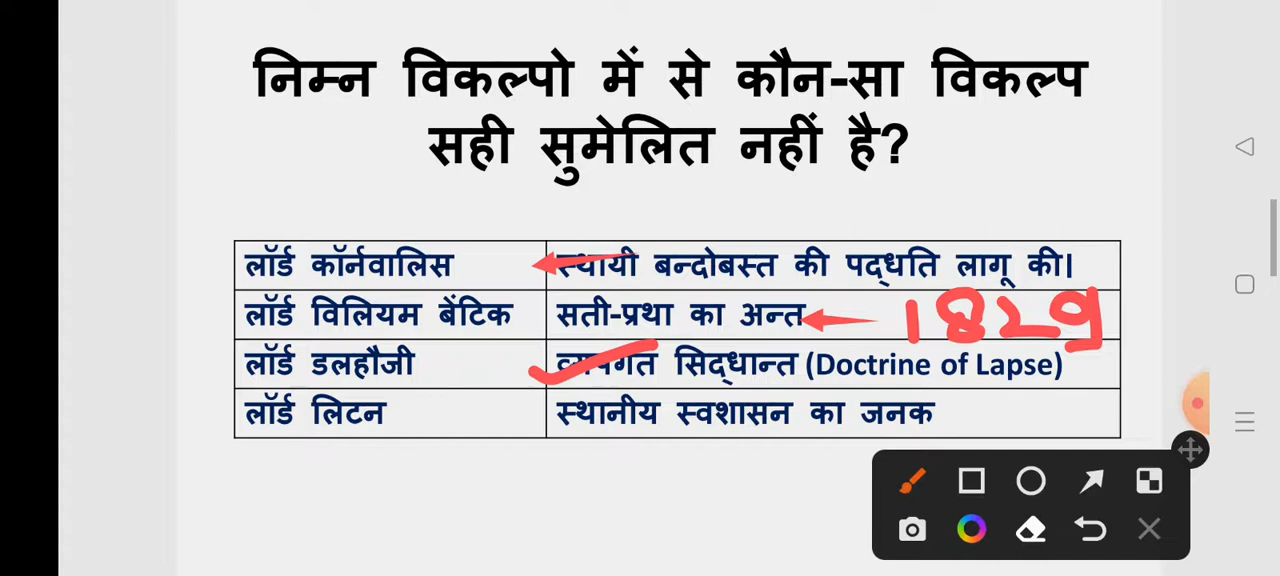 निम्न विकल्पो में से कौन-सा विकल्प
सही सुमेलित नहीं है?
लॉर्ड कॉर्नवालिस स्थायी बन्दोबस्त की पद्धति लागू की।
लॉर्ड विलियम बेंटिक सती-प्रथा का अन्त 1829
लॉर्ड डलहौजी व्यपगत सिद्धान्त (Doctrine of Lapse)
लॉर्ड लिटन स्थानीय स्वशासन का जनक